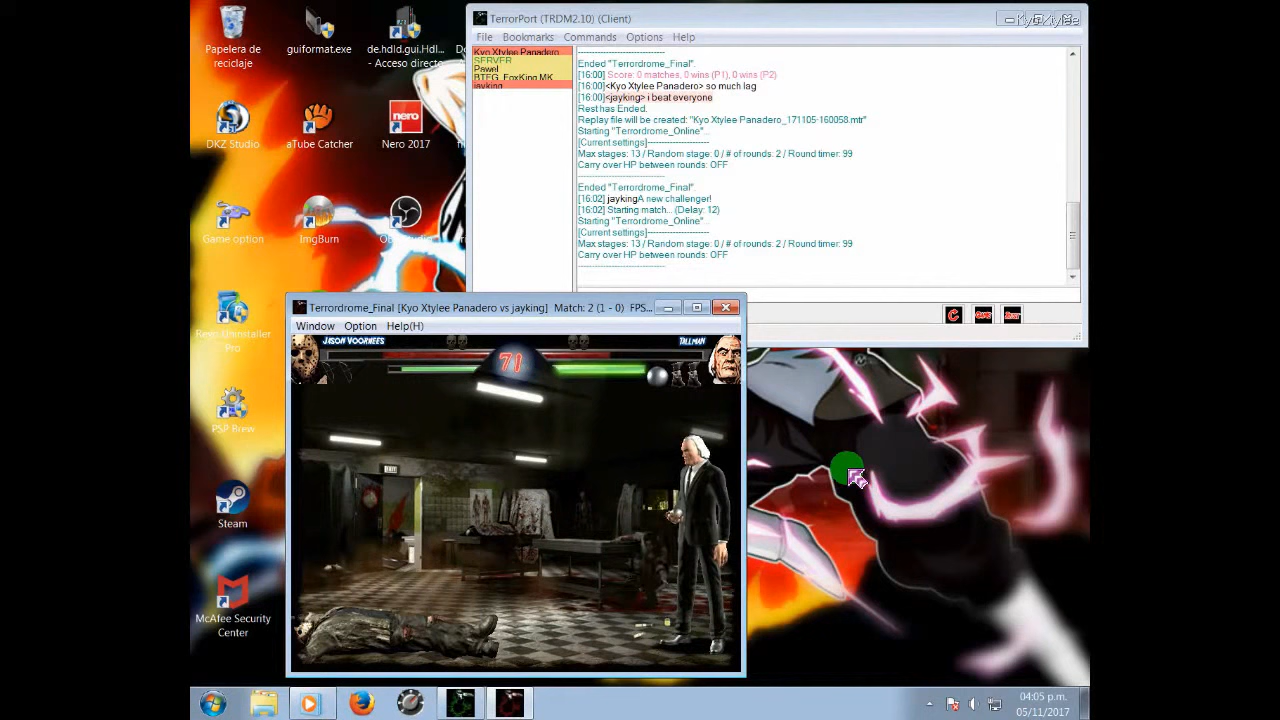 Papelera de
reciclaje
guiformat.exe
de.hdld.gui.Hdl...
- Acceso directo
DKZ Studio
aTube Catcher
nero
Nero 2017
Game option
ImgBurn
Revo Uninstaller
Pro
PSP Brew
Steam
McAfee Security
Center
TerrorPort (TRDM2.10) (Client)
KyoXtylee
File Bookmarks Commands Options Help
Kyo Xtylee Panadero
SERVER
Pawel
BTFG_FoxKing MK
jayking
Ended "Terrordrome_Final".
[16:00] Score: 0 matches, 0 wins (P1), 0 wins (P2)
[16:00]<Kyo Xtylee Panadero> so much lag
[16:00]<jayking> i beat everyone
Rest has Ended.
Replay file will be created: "Kyo Xtylee Panadero_171105-160058.mtr"
Starting "Terrordrome_Online"...
[Current settings]----------------------
Max stages: 13 / Random stage: 0 / # of rounds: 2 / Round timer: 99
Carry over HP between rounds: OFF
Ended "Terrordrome_Final".
[16:02] jaykingA new challenger!
[16:02] Starting match... (Delay: 12)
Starting "Terrordrome_Online"...
[Current settings]----------------------
Max stages: 13 / Random stage: 0 / # of rounds: 2 / Round timer: 99
Carry over HP between rounds: OFF
Terrordrome_Final [Kyo Xtylee Panadero vs jayking] Match: 2 (1 - 0) FPS...
Window Option Help(H)
JASON VOORHEES
71
TALLMAN
04:05 p.m.
05/11/2017